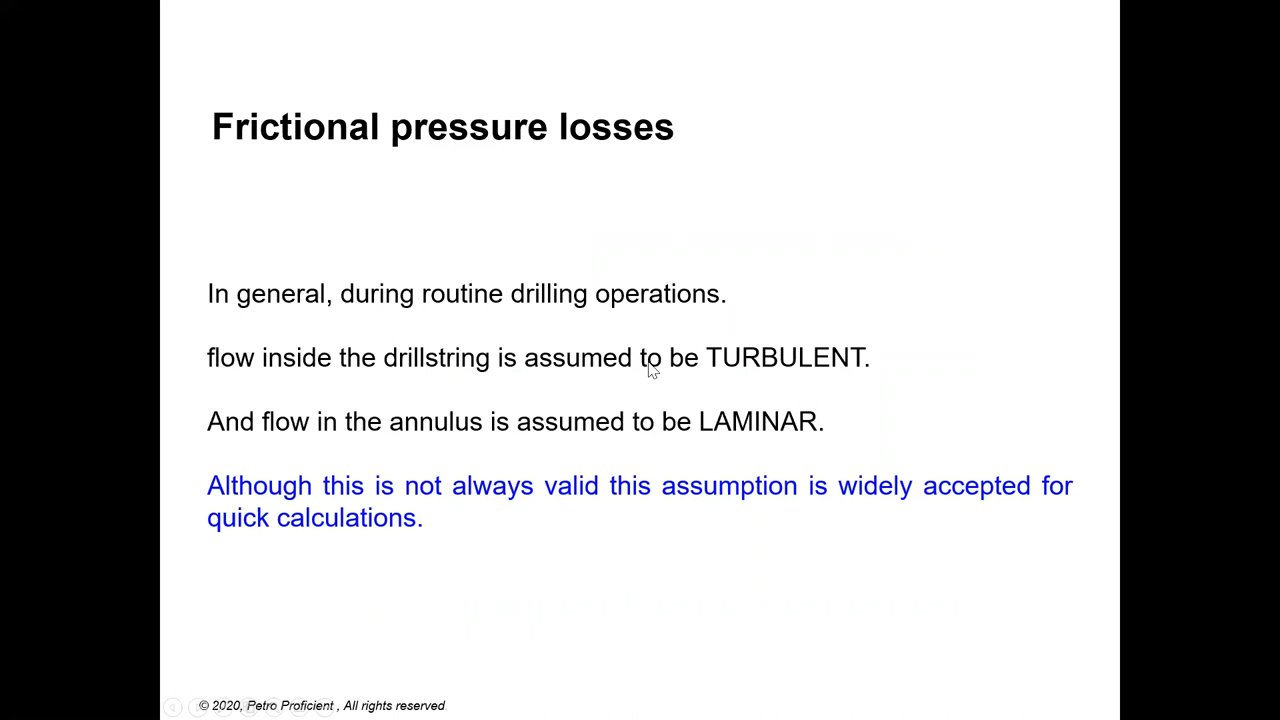 Frictional pressure losses
In general, during routine drilling operations.
flow inside the drillstring is assumed to be TURBULENT.
And flow in the annulus is assumed to be LAMINAR.
Although this is not always valid this assumption is widely accepted for
quick calculations.
© 2020, Petro Proficient , All rights reserved